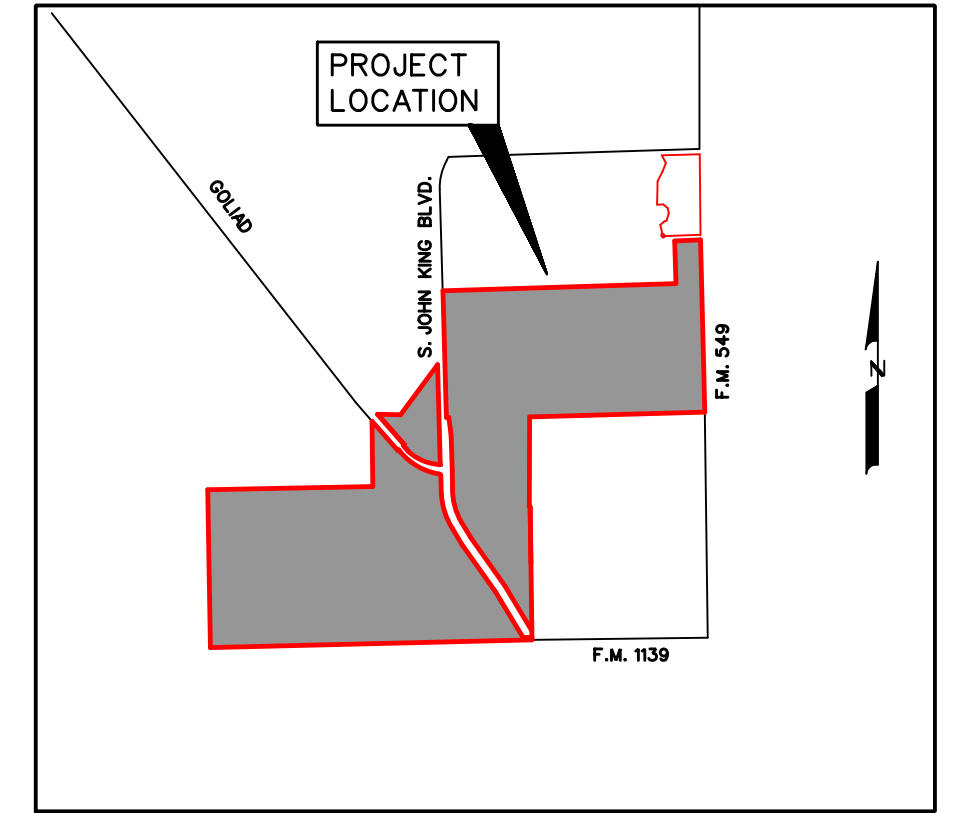 PROJECT
LOCATION
GOLIAD
S. JOHN KING BLVD.
F.M. 549
N
F.M. 1139